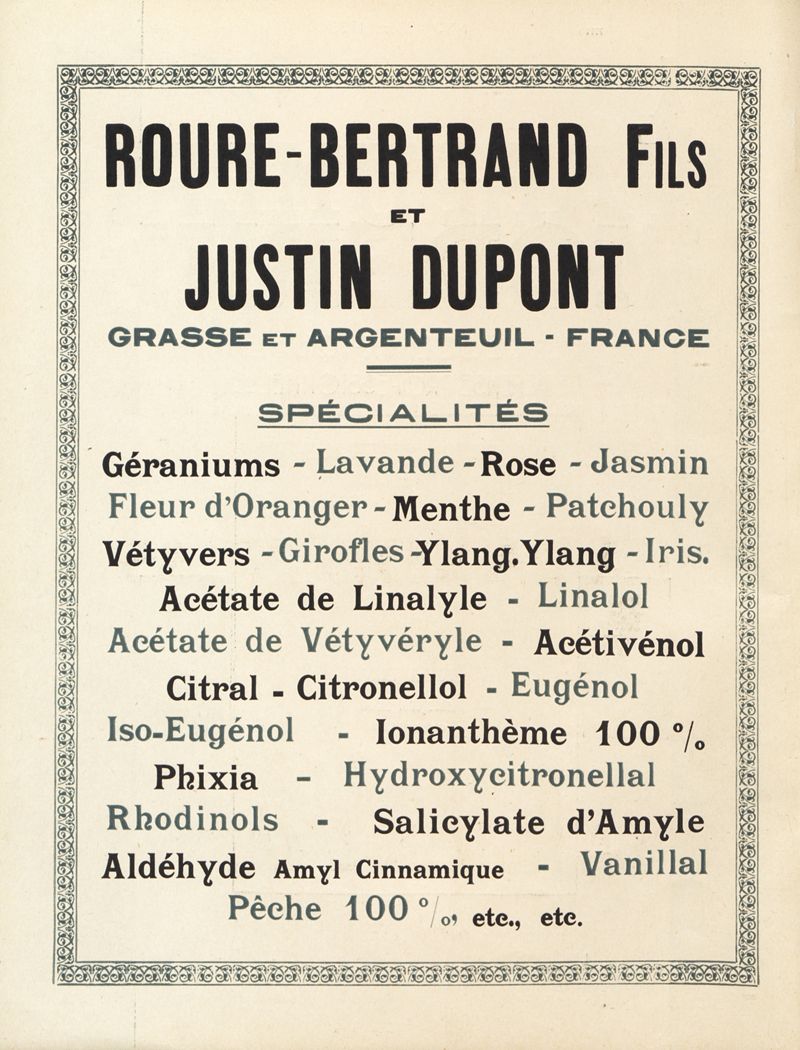 ROURE-BERTRAND FILS
ET
JUSTIN DUPONT
GRASSE ET ARGENTEUIL - FRANCE
SPÉCIALITÉS
Géraniums - Lavande - Rose - Jasmin
Fleur d'Oranger - Menthe - Patchouly
Vétyvers - Girofles - Ylang.Ylang - Iris.
Acétate de Linalyle - Linalol
Acétate de Vétyvéryle - Acétivénol
Citral - Citronellol - Eugénol
Iso-Eugénol - Ionanthème 100 %
Phixia - Hydroxycitronellal
Rhodinols - Salicylate d'Amyle
Aldéhyde Amyl Cinnamique - Vanillal
Pêche 100 %, etc., etc.